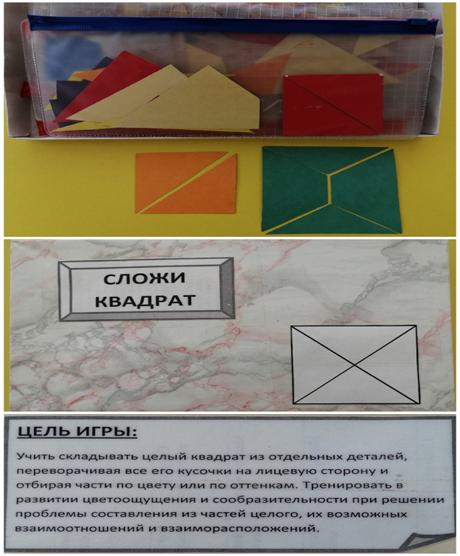 СЛОЖИ
КВАДРАТ
ЦЕЛЬ ИГРЫ:
Учить складывать целый квадрат из отдельных деталей,
переворачивая все его кусочки на лицевую сторону и
отбирая части по цвету или по оттенкам. Тренировать в
развитии цветоощущения и сообразительности при решении
проблемы составления из частей целого, их возможных
взаимоотношений и взаиморасположений.